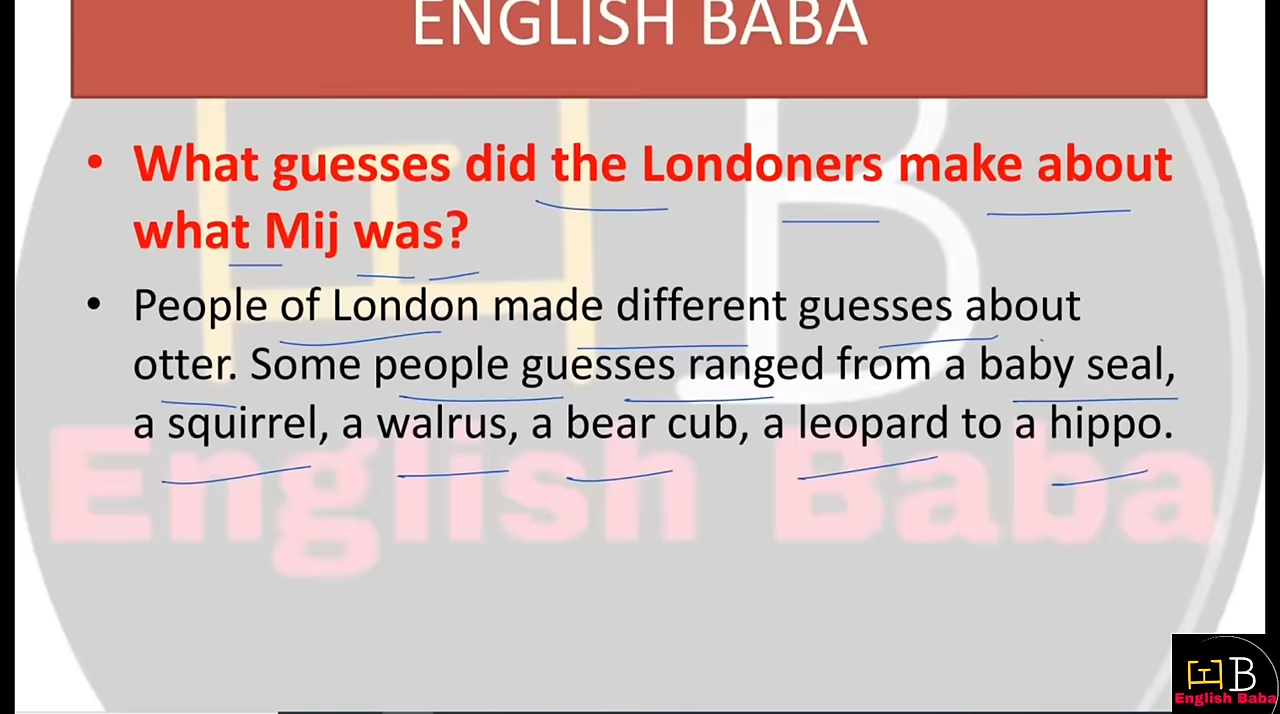 ENGLISH BABA
• What guesses did the Londoners make about
what Mij was?
• People of London made different guesses about
otter. Some people guesses ranged from a baby seal,
a squirrel, a walrus, a bear cub, a leopard to a hippo.
English Baba
B
English Baba